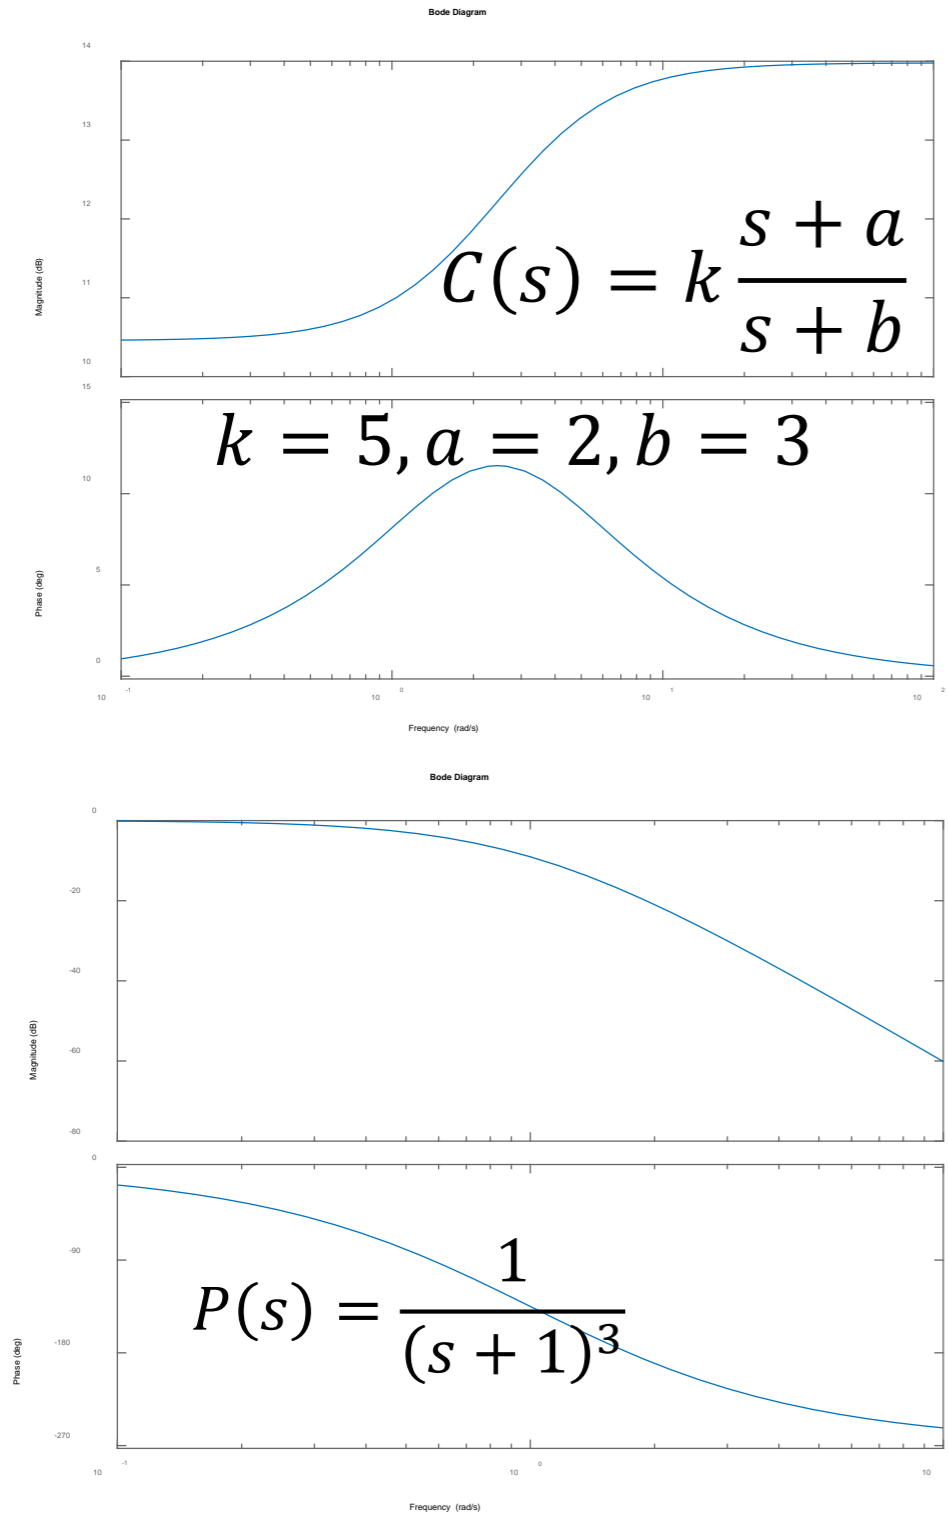 Bode Diagram
14
13
12
11
10
Magnitude (dB)
C(s) = k \frac{s + a}{s + b}
15
10
5
0
Phase (deg)
k = 5, a = 2, b = 3
10^{-1} 10^{0} 10^{1} 10^{2}
Frequency (rad/s)
Bode Diagram
0
-20
-40
-60
-80
Magnitude (dB)
0
-90
-180
-270
Phase (deg)
P(s) = \frac{1}{(s + 1)^3}
10^{-1} 10^{0} 10
Frequency (rad/s)